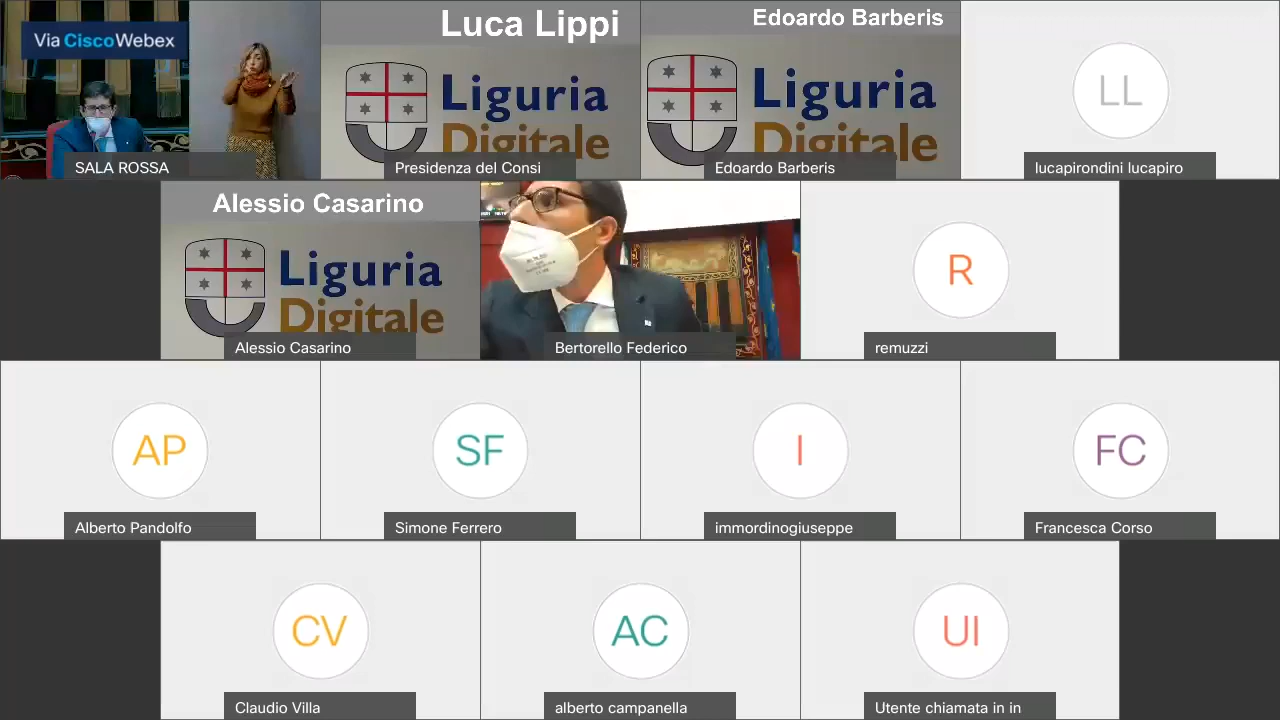 Via Cisco Webex
SALA ROSSA
Luca Lippi
Liguria
Digitale
Presidenza del Consi
Edoardo Barberis
Liguria
Digitale
Edoardo Barberis
LL
lucapirondini lucapiro
Alessio Casarino
Liguria
Digitale
Alessio Casarino
Bertorello Federico
R
remuzzi
AP
Alberto Pandolfo
SF
Simone Ferrero
I
immordinogiuseppe
FC
Francesca Corso
CV
Claudio Villa
AC
alberto campanella
UI
Utente chiamata in in